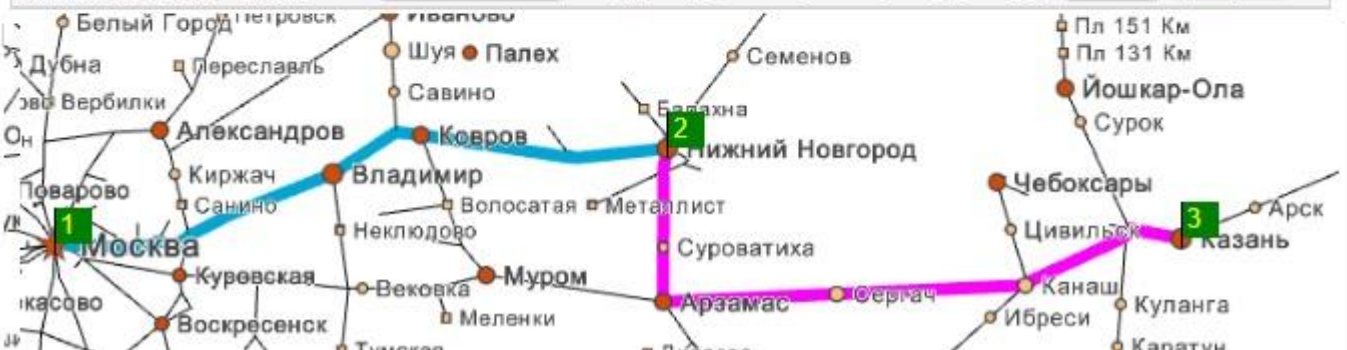 Белый Город
Петровск
Иваново
Пл 151 Км
Шуя
Палех
Семенов
Пл 131 Км
Дубна
Переславль
Йошкар-Ола
Вербилки
Савино
Балахна
2
Сурок
Александров
Ковров
Нижний Новгород
Киржач
Владимир
Чебоксары
Поварово
Санино
Волосатая
Металлист
3
Арск
1
Москва
Неклюдово
Суроватиха
Цивильск
Казань
Куровская
Муром
Вековка
Арзамас
Сергач
Канаш
Куланга
Воскресенск
Меленки
Ибреси
Тумская
Каратун